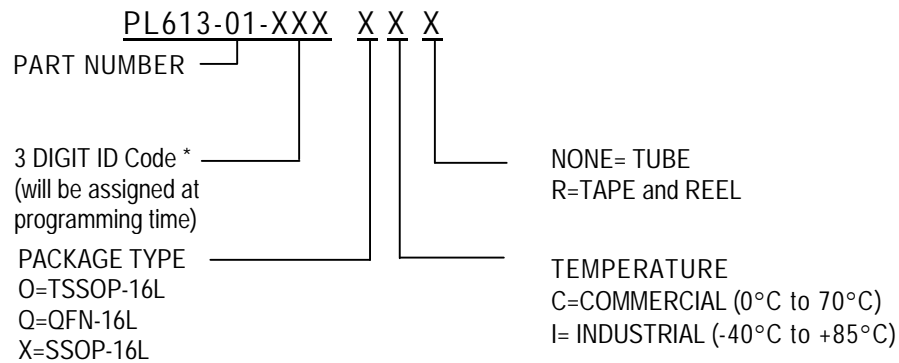 PL613-01-XXX X X X
PART NUMBER
3 DIGIT ID Code *
(will be assigned at
programming time)
PACKAGE TYPE
O=TSSOP-16L
Q=QFN-16L
X=SSOP-16L
NONE= TUBE
R=TAPE and REEL
TEMPERATURE
C=COMMERCIAL (0°C to 70°C)
I= INDUSTRIAL (-40°C to +85°C)